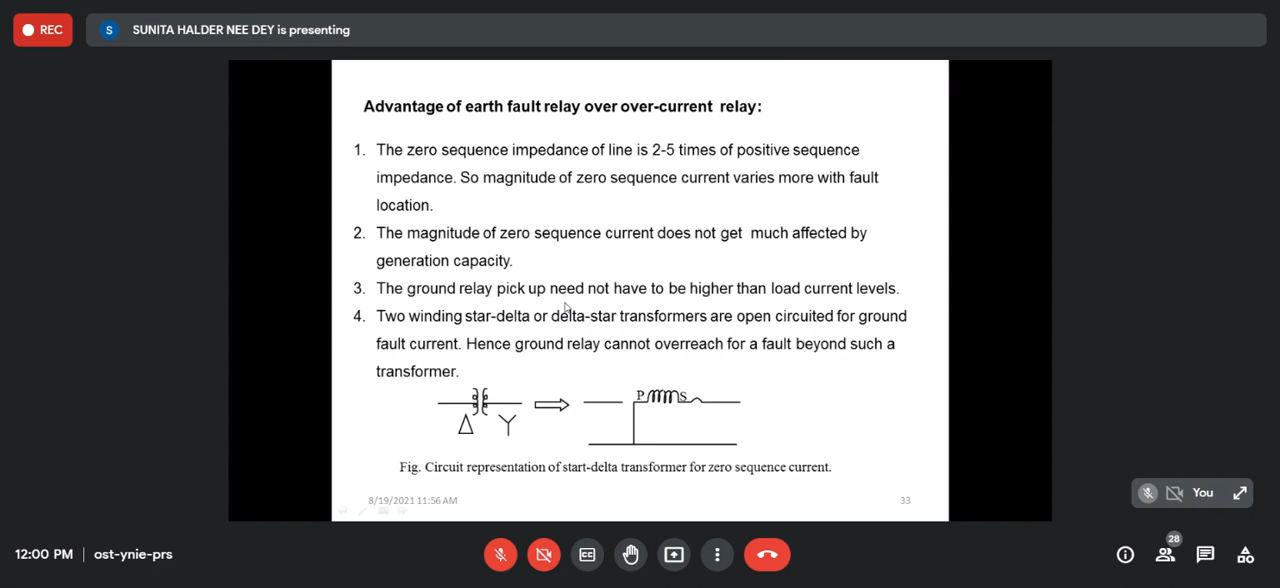 REC
S SUNITA HALDER NEE DEY is presenting
Advantage of earth fault relay over over-current relay:
1. The zero sequence impedance of line is 2-5 times of positive sequence
impedance. So magnitude of zero sequence current varies more with fault
location.
2. The magnitude of zero sequence current does not get much affected by
generation capacity.
3. The ground relay pick up need not have to be higher than load current levels.
4. Two winding star-delta or delta-star transformers are open circuited for ground
fault current. Hence ground relay cannot overreach for a fault beyond such a
transformer.
P S
Δ Y
Fig. Circuit representation of start-delta transformer for zero sequence current.
8/19/2021 11:56 AM 33
You
12:00 PM | ost-ynie-prs
CC
28